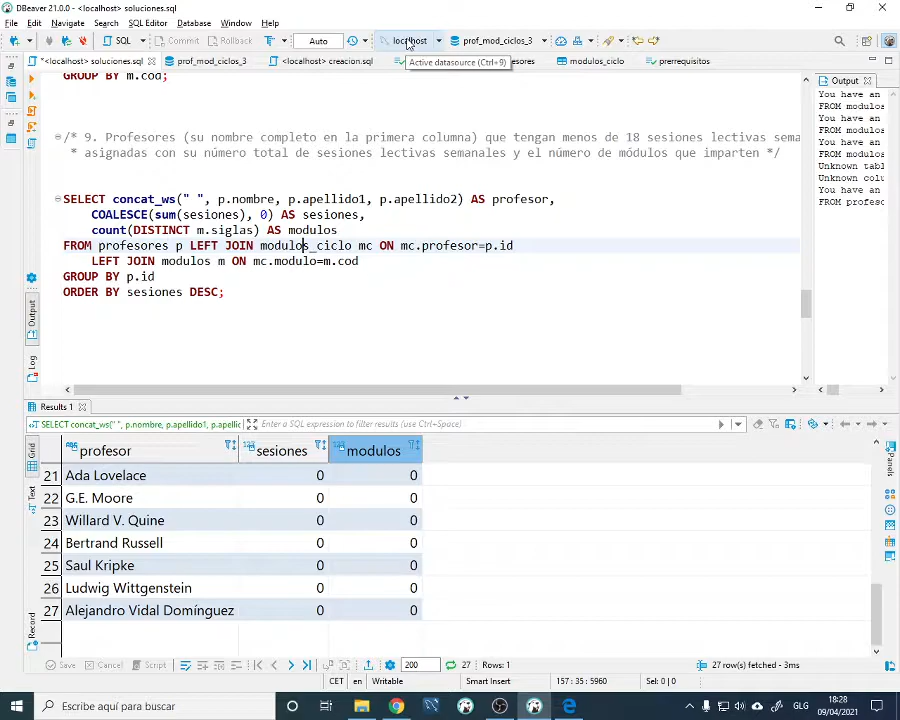 DBeaver 21.0.0 - <localhost> soluciones.sql
File Edit Navigate Search SQL Editor Database Window Help
SQL Commit Rollback T Auto localhost prof_mod_ciclos_3
*<localhost> soluciones.sql prof_mod_ciclos_3 <localhost> creacion.sql esores modulos_ciclo prerrequisitos
Active datasource (Ctrl+9)
GROUP BY m.cod;
/* 9. Profesores (su nombre completo en la primera columna) que tengan menos de 18 sesiones lectivas sema
* asignadas con su número total de sesiones lectivas semanales y el número de módulos que imparten */
SELECT concat_ws(" ", p.nombre, p.apellido1, p.apellido2) AS profesor,
COALESCE(sum(sesiones), 0) AS sesiones,
count(DISTINCT m.siglas) AS modulos
FROM profesores p LEFT JOIN modulos_ciclo mc ON mc.profesor=p.id
LEFT JOIN modulos m ON mc.modulo=m.cod
GROUP BY p.id
ORDER BY sesiones DESC;
Output
You have an
FROM modulos
You have an
FROM modulos
You have an
FROM modulos
Unknown tabl
Unknown colu
You have an
FROM profeso
Output
Log
Results 1
SELECT concat_ws(" ", p.nombre, p.apellido1, p.apellic
Enter a SQL expression to filter results (use Ctrl+Space)
Grid
Text
Record
Panels
profesor sesiones modulos
21 Ada Lovelace 0 0
22 G.E. Moore 0 0
23 Willard V. Quine 0 0
24 Bertrand Russell 0 0
25 Saul Kripke 0 0
26 Ludwig Wittgenstein 0 0
27 Alejandro Vidal Domínguez 0 0
Save Cancel Script 200 27 Rows: 1 27 row(s) fetched - 3ms
CET en Writable Smart Insert 157 : 35 : 5960 Sel: 0 | 0
Escribe aquí para buscar
GLG
18:28
09/04/2021